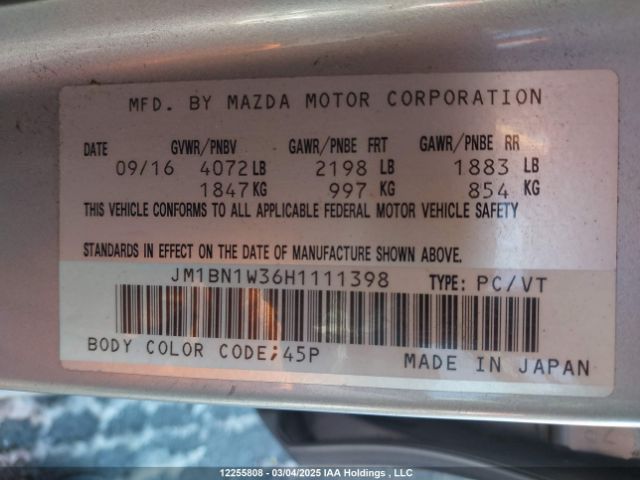 MFD. BY MAZDA MOTOR CORPORATION
DATE GVWR/PNBV GAWR/PNBE FRT GAWR/PNBE RR
09/16 4072 LB 2198 LB 1883 LB
1847 KG 997 KG 854 KG
THIS VEHICLE CONFORMS TO ALL APPLICABLE FEDERAL MOTOR VEHICLE SAFETY
STANDARDS IN EFFECT ON THE DATE OF MANUFACTURE SHOWN ABOVE.
JM1BN1W36H1111398 TYPE: PC/VT
BODY COLOR CODE;45P MADE IN JAPAN
12255808 - 03/04/2025 IAA Holdings , LLC